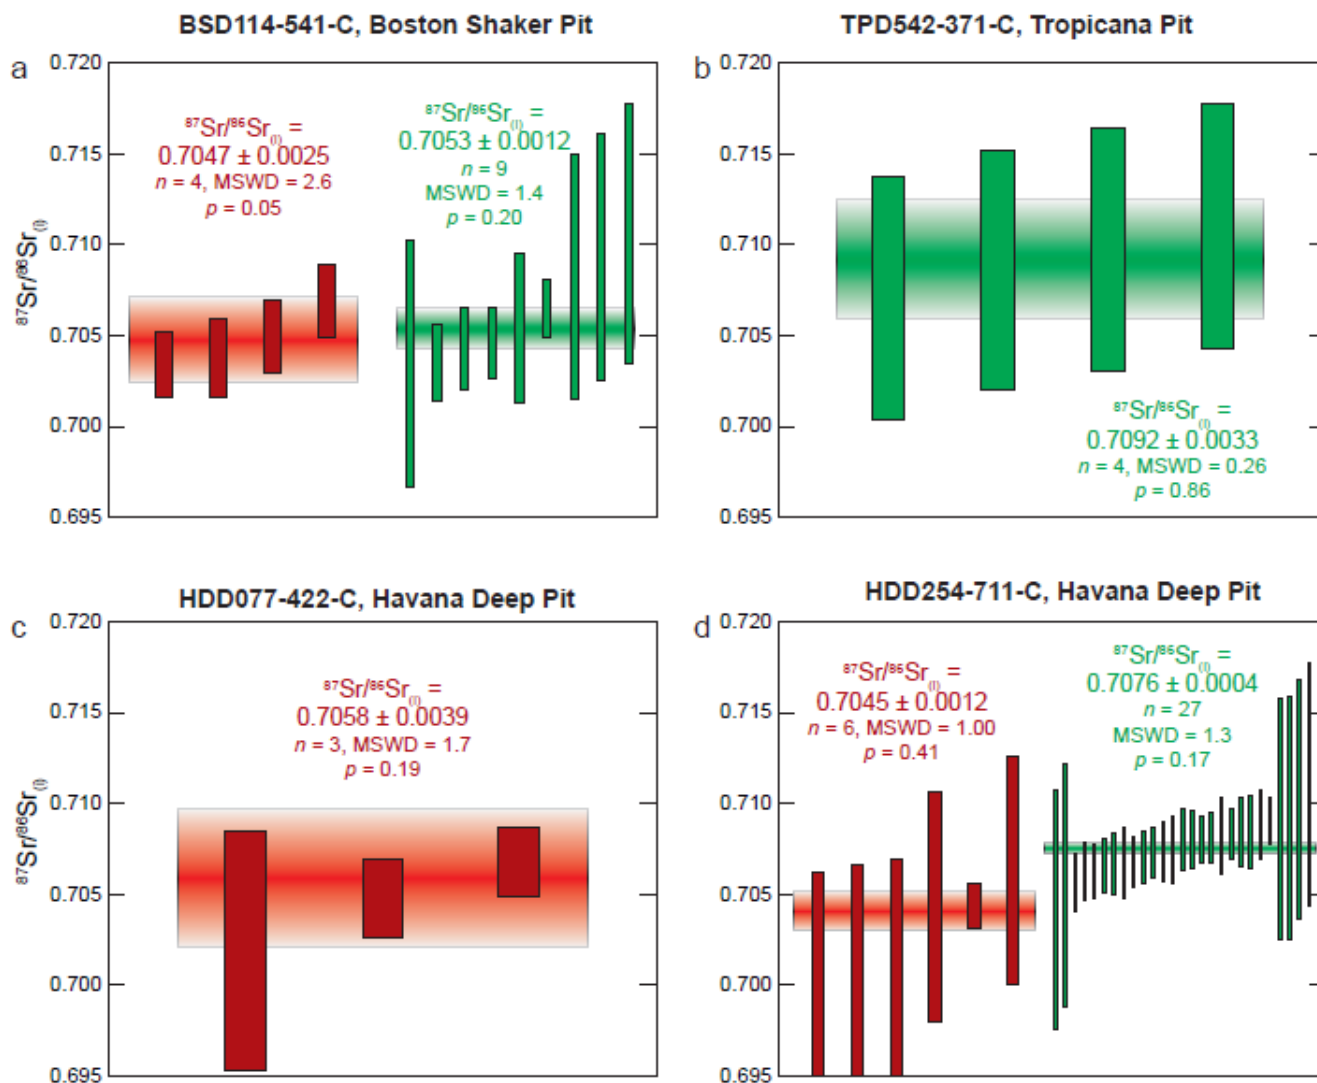 BSD114-541-C, Boston Shaker Pit
a
0.720
0.715
0.710
0.705
0.700
0.695
⁸⁷Sr/⁸⁶Sr₍ᵢ₎
⁸⁷Sr/⁸⁶Sr₍ᵢ₎ =
0.7047 ± 0.0025
n = 4, MSWD = 2.6
p = 0.05
⁸⁷Sr/⁸⁶Sr₍ᵢ₎ =
0.7053 ± 0.0012
n = 9
MSWD = 1.4
p = 0.20
TPD542-371-C, Tropicana Pit
b
0.720
0.715
0.710
0.705
0.700
0.695
⁸⁷Sr/⁸⁶Sr₍ᵢ₎ =
0.7092 ± 0.0033
n = 4, MSWD = 0.26
p = 0.86
HDD077-422-C, Havana Deep Pit
c
0.720
0.715
0.710
0.705
0.700
0.695
⁸⁷Sr/⁸⁶Sr₍ᵢ₎
⁸⁷Sr/⁸⁶Sr₍ᵢ₎ =
0.7058 ± 0.0039
n = 3, MSWD = 1.7
p = 0.19
HDD254-711-C, Havana Deep Pit
d
0.720
0.715
0.710
0.705
0.700
0.695
⁸⁷Sr/⁸⁶Sr₍ᵢ₎ =
0.7045 ± 0.0012
n = 6, MSWD = 1.00
p = 0.41
⁸⁷Sr/⁸⁶Sr₍ᵢ₎ =
0.7076 ± 0.0004
n = 27
MSWD = 1.3
p = 0.17